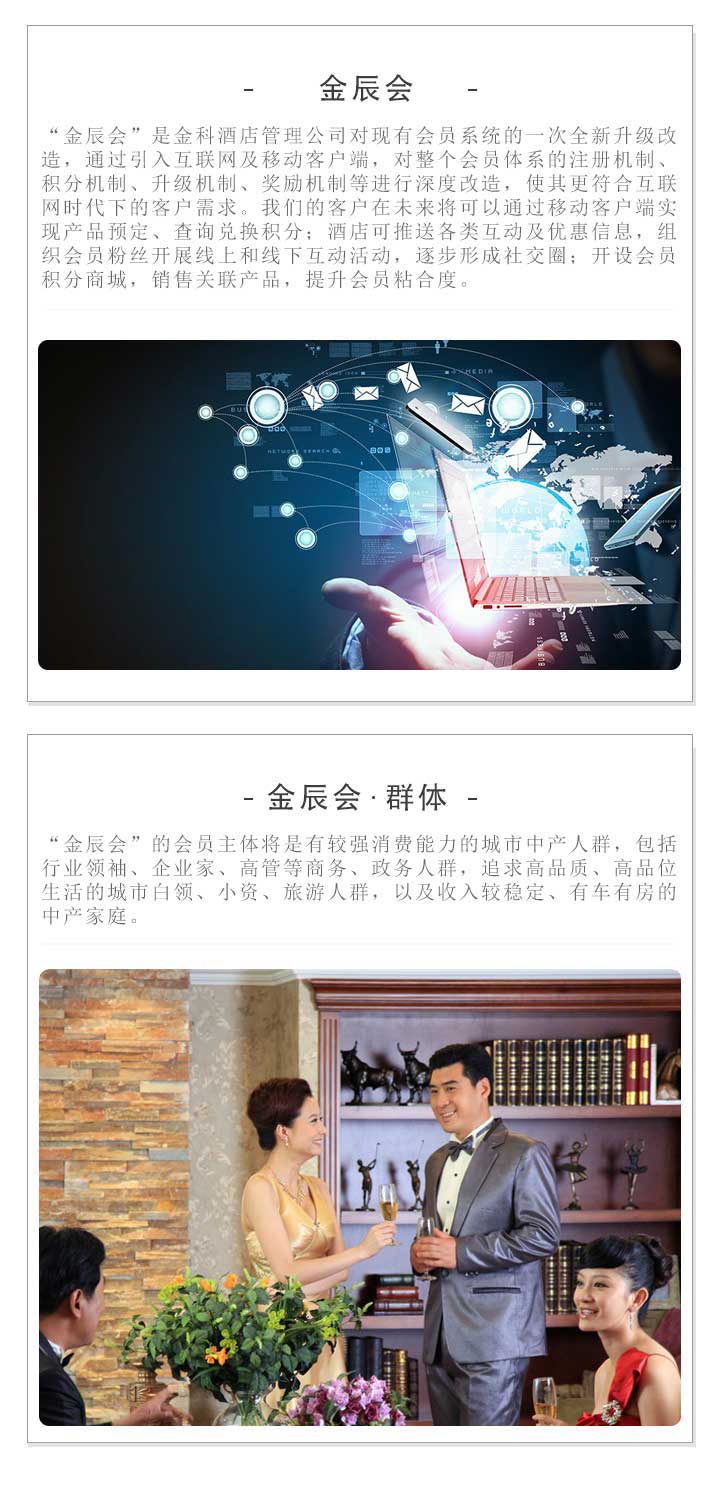 - 金辰会 -
“金辰会”是金科酒店管理公司对现有会员系统的一次全新升级改
造，通过引入互联网及移动客户端，对整个会员体系的注册机制、
积分机制、升级机制、奖励机制等进行深度改造，使其更符合互联
网时代下的客户需求。我们的客户在未来将可以通过移动客户端实
现产品预定、查询兑换积分；酒店可推送各类互动及优惠信息，组
织会员粉丝开展线上和线下互动活动，逐步形成社交圈；开设会员
积分商城，销售关联产品，提升会员粘合度。
MEDIA
NETWORK SEARCH
WORLD
BUSINESS
- 金辰会·群体 -
“金辰会”的会员主体将是有较强消费能力的城市中产人群，包括
行业领袖、企业家、高管等商务、政务人群，追求高品质、高品位
生活的城市白领、小资、旅游人群，以及收入较稳定、有车有房的
中产家庭。